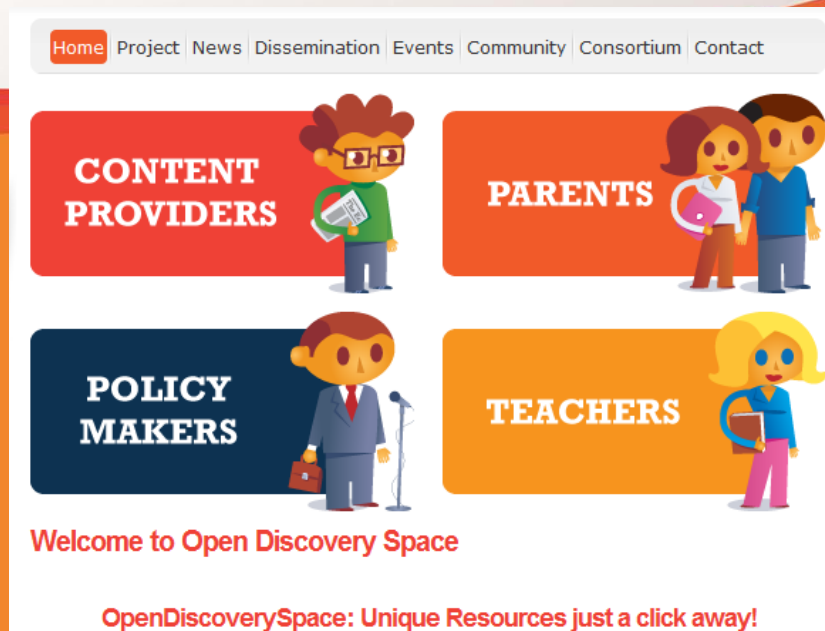 Home Project News Dissemination Events Community Consortium Contact
CONTENT
PROVIDERS
PARENTS
POLICY
MAKERS
TEACHERS
Welcome to Open Discovery Space
OpenDiscoverySpace: Unique Resources just a click away!